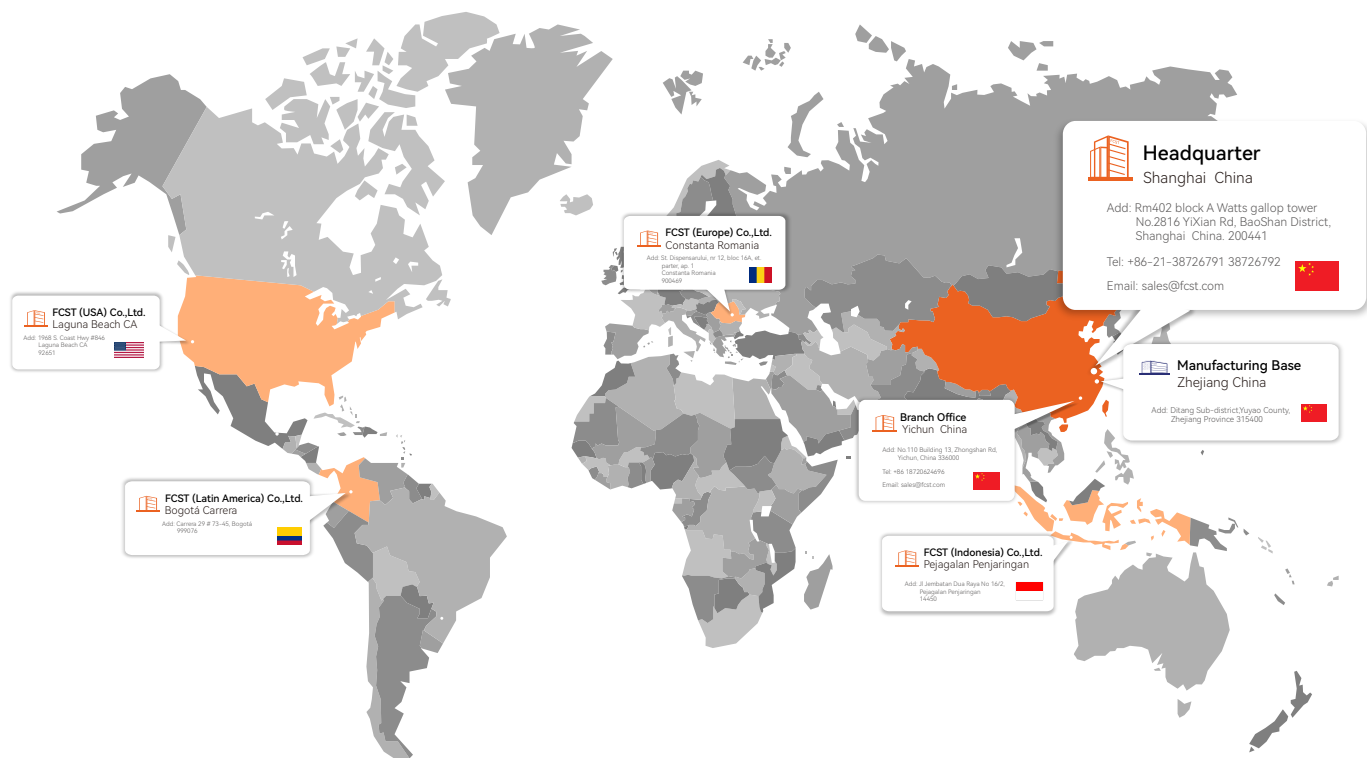 Headquarter
Shanghai China
Add: Rm402 block A Watts gallop tower
No.2816 YiXian Rd, BaoShan District,
Shanghai China. 200441
Tel: +86-21-38726791 38726792
Email: sales@fcst.com
FCST (Europe) Co.,Ltd.
Constanta Romania
Add: St. Dispensarului, nr 12, bloc 16A, et.
parter, ap. 1
Constanta Romania
900469
FCST (USA) Co.,Ltd.
Laguna Beach CA
Add: 1968 S. Coast Hwy #846
Laguna Beach CA
92651
Manufacturing Base
Zhejiang China
Add: Ditang Sub-district,Yuyao County,
Zhejiang Province 315400
Branch Office
Yichun China
Add: No.110 Building 13, Zhongshan Rd,
Yichun, China 336000
Tel: +86 18720624696
Email: sales@fcst.com
FCST (Latin America) Co.,Ltd.
Bogotá Carrera
Add: Carrera 29 # 73-45, Bogotá
999076
FCST (Indonesia) Co.,Ltd.
Pejagalan Penjaringan
Add: Jl Jembatan Dua Raya No 16/2,
Pejagalan Penjaringan
14450